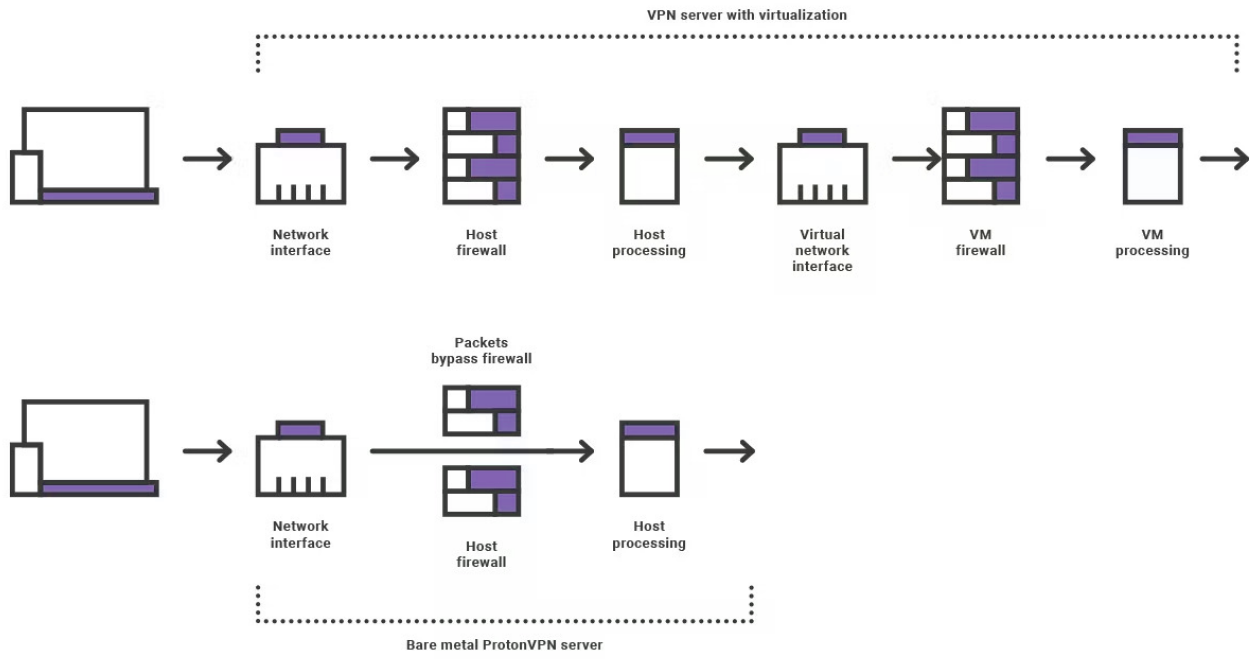 VPN server with virtualization
Network
interface
Host
firewall
Host
processing
Virtual
network
interface
VM
firewall
VM
processing
Packets
bypass firewall
Network
interface
Host
firewall
Host
processing
Bare metal ProtonVPN server